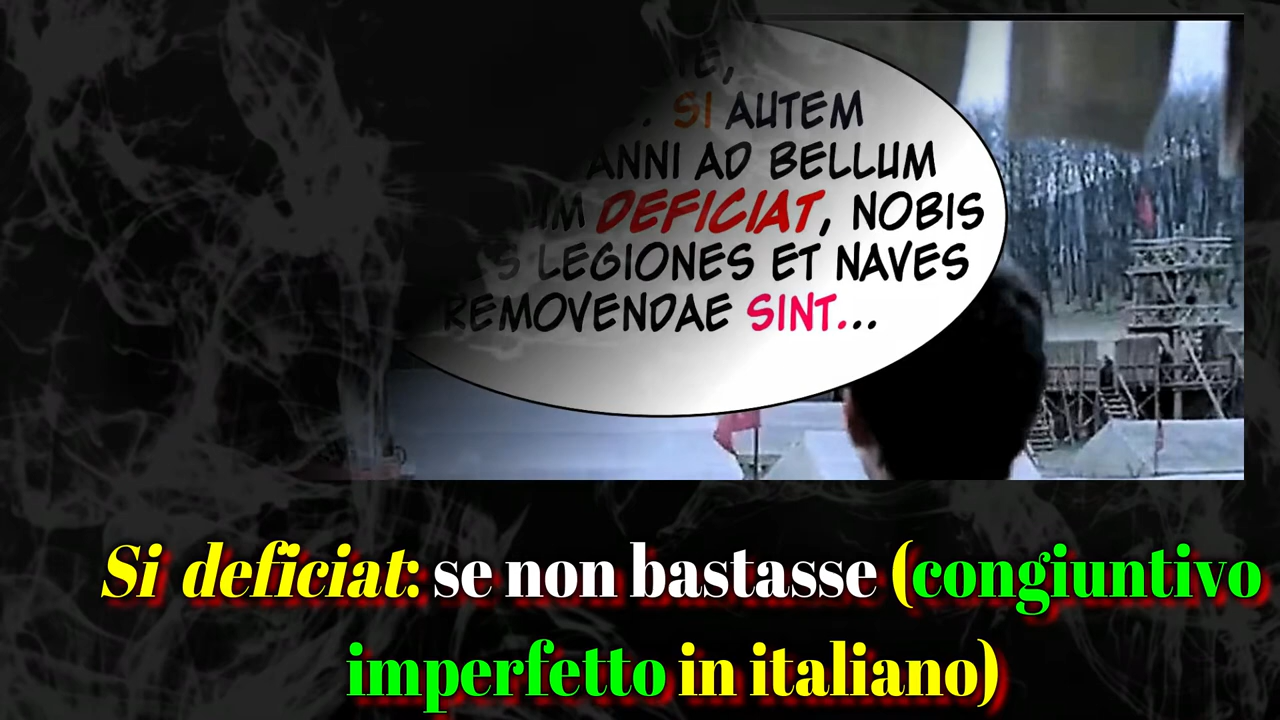 SI AUTEM
ANNI AD BELLUM
DEFICIAT, NOBIS
LEGIONES ET NAVES
REMOVENDAE SINT...
Si deficiat: se non bastasse (congiuntivo
imperfetto in italiano)